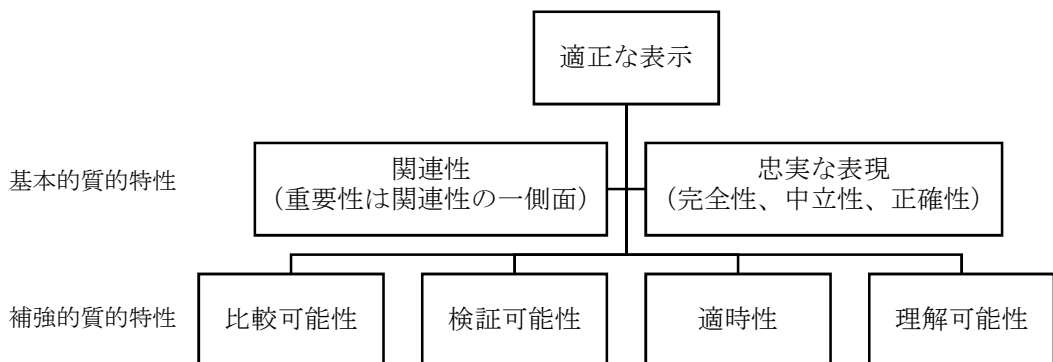 適正な表示
基本的質的特性
関連性
（重要性は関連性の一側面）
忠実な表現
（完全性、中立性、正確性）
補強的質的特性
比較可能性
検証可能性
適時性
理解可能性